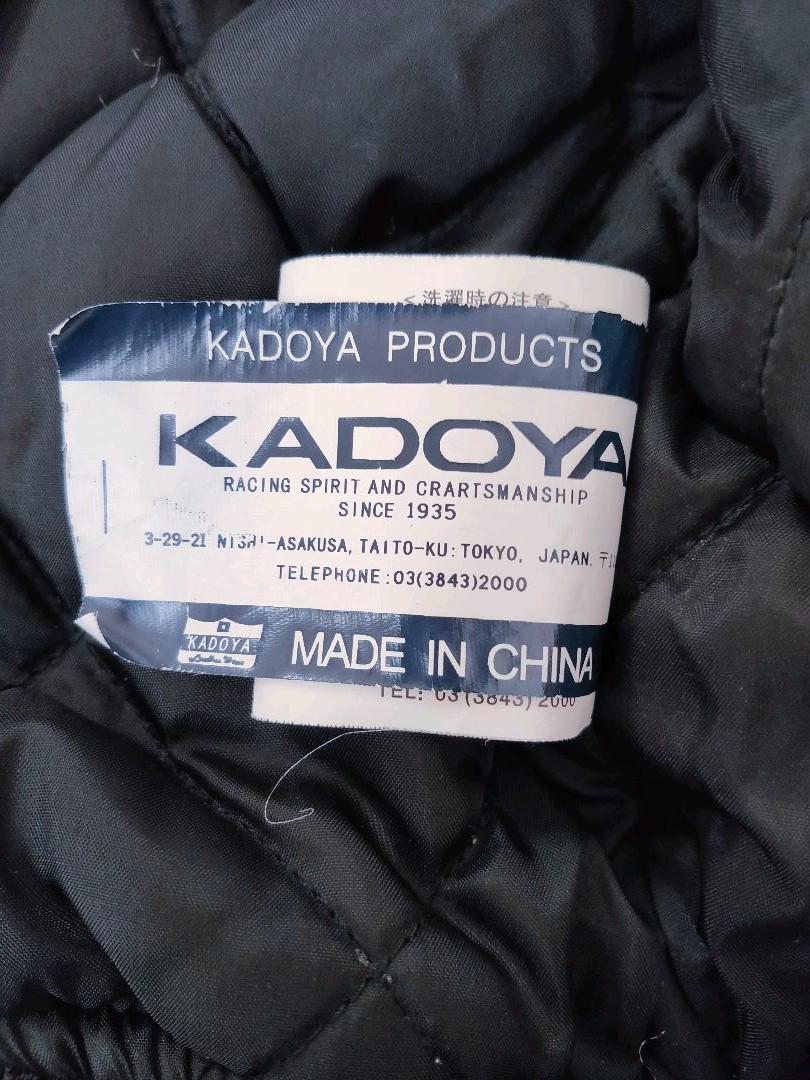 <洗濯時の注意>
KADOYA PRODUCTS
KADOYA
RACING SPIRIT AND CRARTSMANSHIP
SINCE 1935
3-29-21 NISHI-ASAKUSA, TAITO-KU: TOKYO, JAPAN. 〒
TELEPHONE:03(3843)2000
KADOYA
MADE IN CHINA
TEL: 03(3843)2000